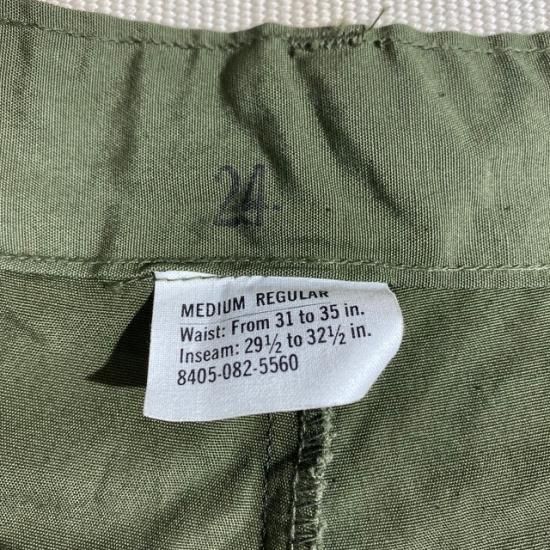 24.
MEDIUM REGULAR
Waist: From 31 to 35 in.
Inseam: 29½ to 32½ in.
8405-082-5560